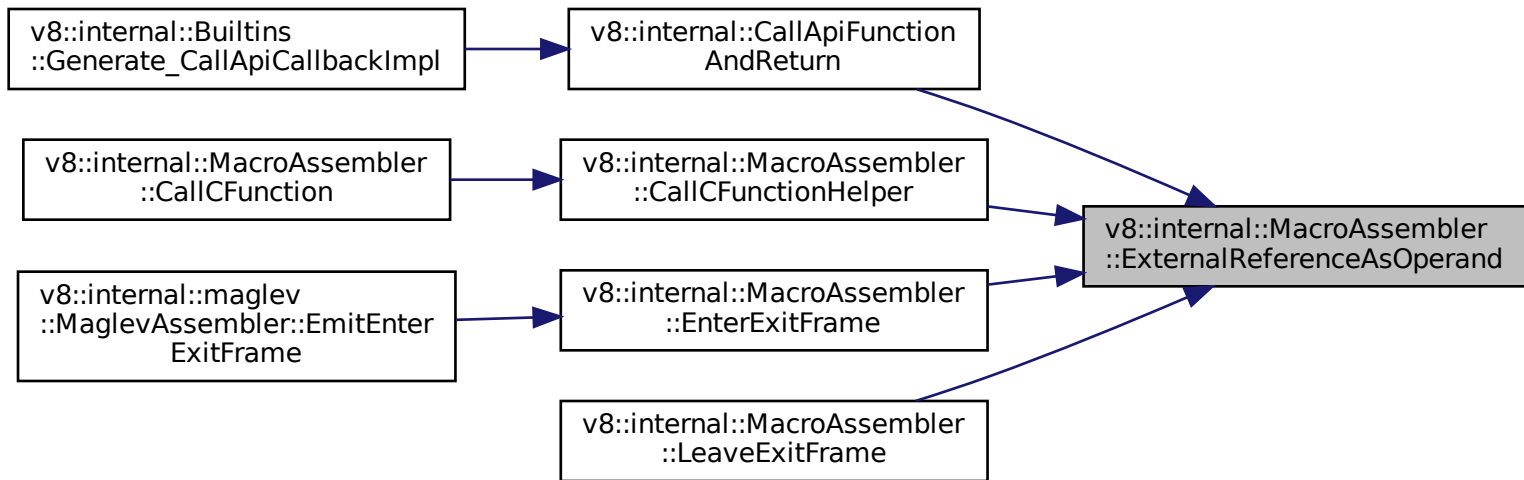 v8::internal::Builtins
::Generate_CallApiCallbackImpl
v8::internal::CallApiFunction
AndReturn
v8::internal::MacroAssembler
::CallCFunction
v8::internal::MacroAssembler
::CallCFunctionHelper
v8::internal::MacroAssembler
::ExternalReferenceAsOperand
v8::internal::maglev
::MaglevAssembler::EmitEnter
ExitFrame
v8::internal::MacroAssembler
::EnterExitFrame
v8::internal::MacroAssembler
::LeaveExitFrame